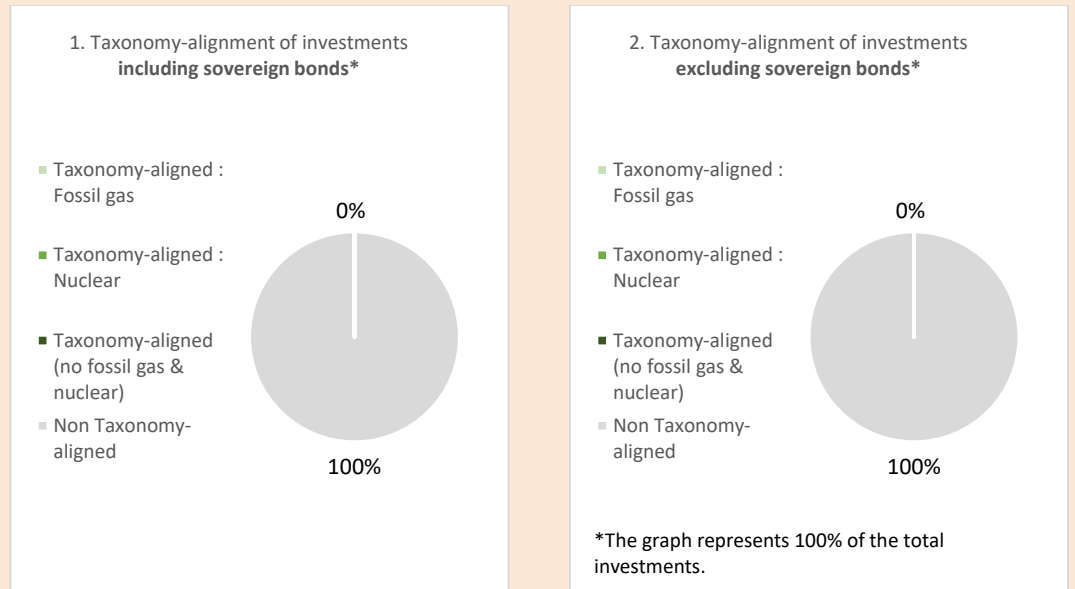 1. Taxonomy-alignment of investments
including sovereign bonds*
Taxonomy-aligned :
Fossil gas
Taxonomy-aligned :
Nuclear
Taxonomy-aligned
(no fossil gas &
nuclear)
Non Taxonomy-
aligned
0%
100%
2. Taxonomy-alignment of investments
excluding sovereign bonds*
Taxonomy-aligned :
Fossil gas
Taxonomy-aligned :
Nuclear
Taxonomy-aligned
(no fossil gas &
nuclear)
Non Taxonomy-
aligned
0%
100%
*The graph represents 100% of the total
investments.